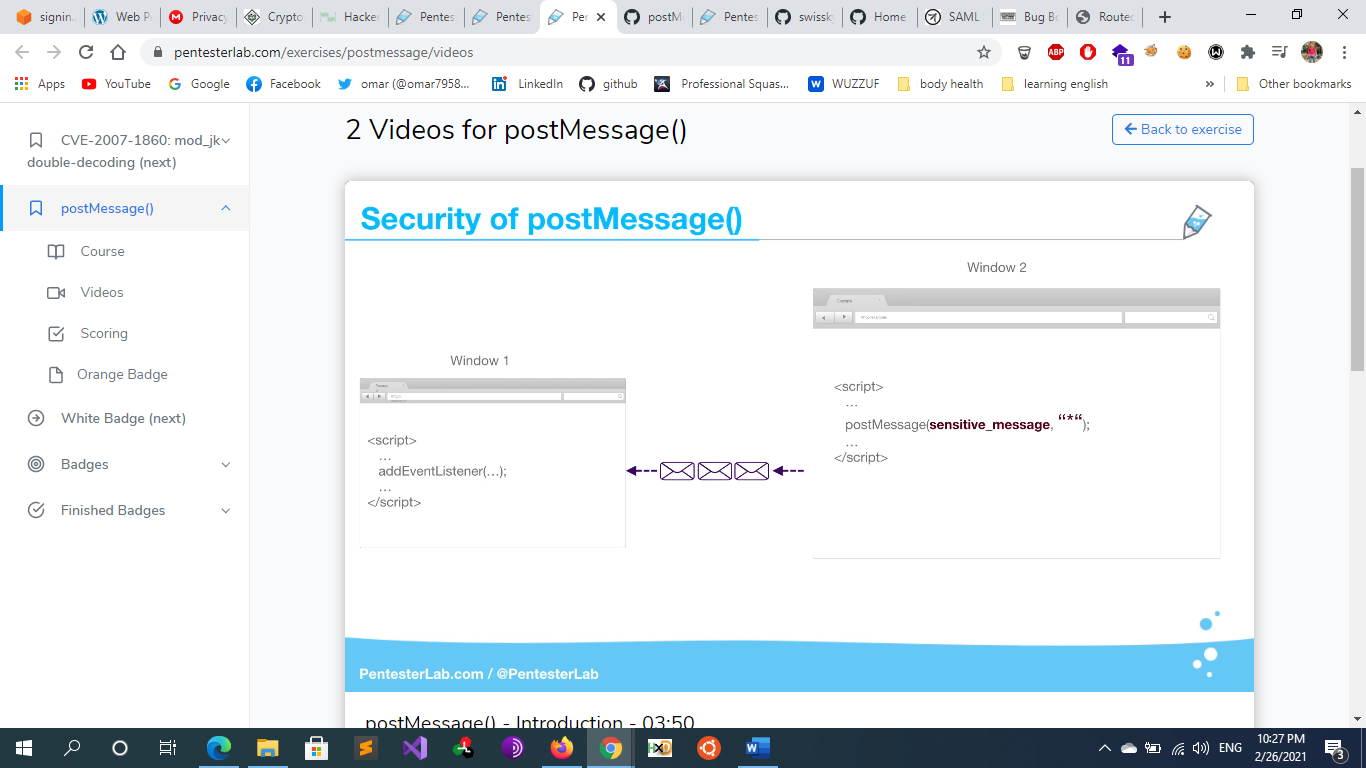 signin.
Web P
Privacy
Crypto
Hacker
Pentes
Pentes
Per
postM
Pentes
swissky
Home
SAML
Bug Bo
Routec
pentesterlab.com/exercises/postmessage/videos
ABP
11
Apps
YouTube
Google
Facebook
omar (@omar7958...
LinkedIn
github
Professional Squas...
WUZZUF
body health
learning english
»
Other bookmarks
CVE-2007-1860: mod_jk
double-decoding (next)
postMessage()
Course
Videos
Scoring
Orange Badge
White Badge (next)
Badges
Finished Badges
2 Videos for postMessage()
Back to exercise
Security of postMessage()
Window 2
Window 1
<script>
...
postMessage(sensitive_message, “*“);
...
</script>
<script>
...
addEventListener(...);
...
</script>
PentesterLab.com / @PentesterLab
postMessage() - Introduction - 03:50
ENG
10:27 PM
2/26/2021
3